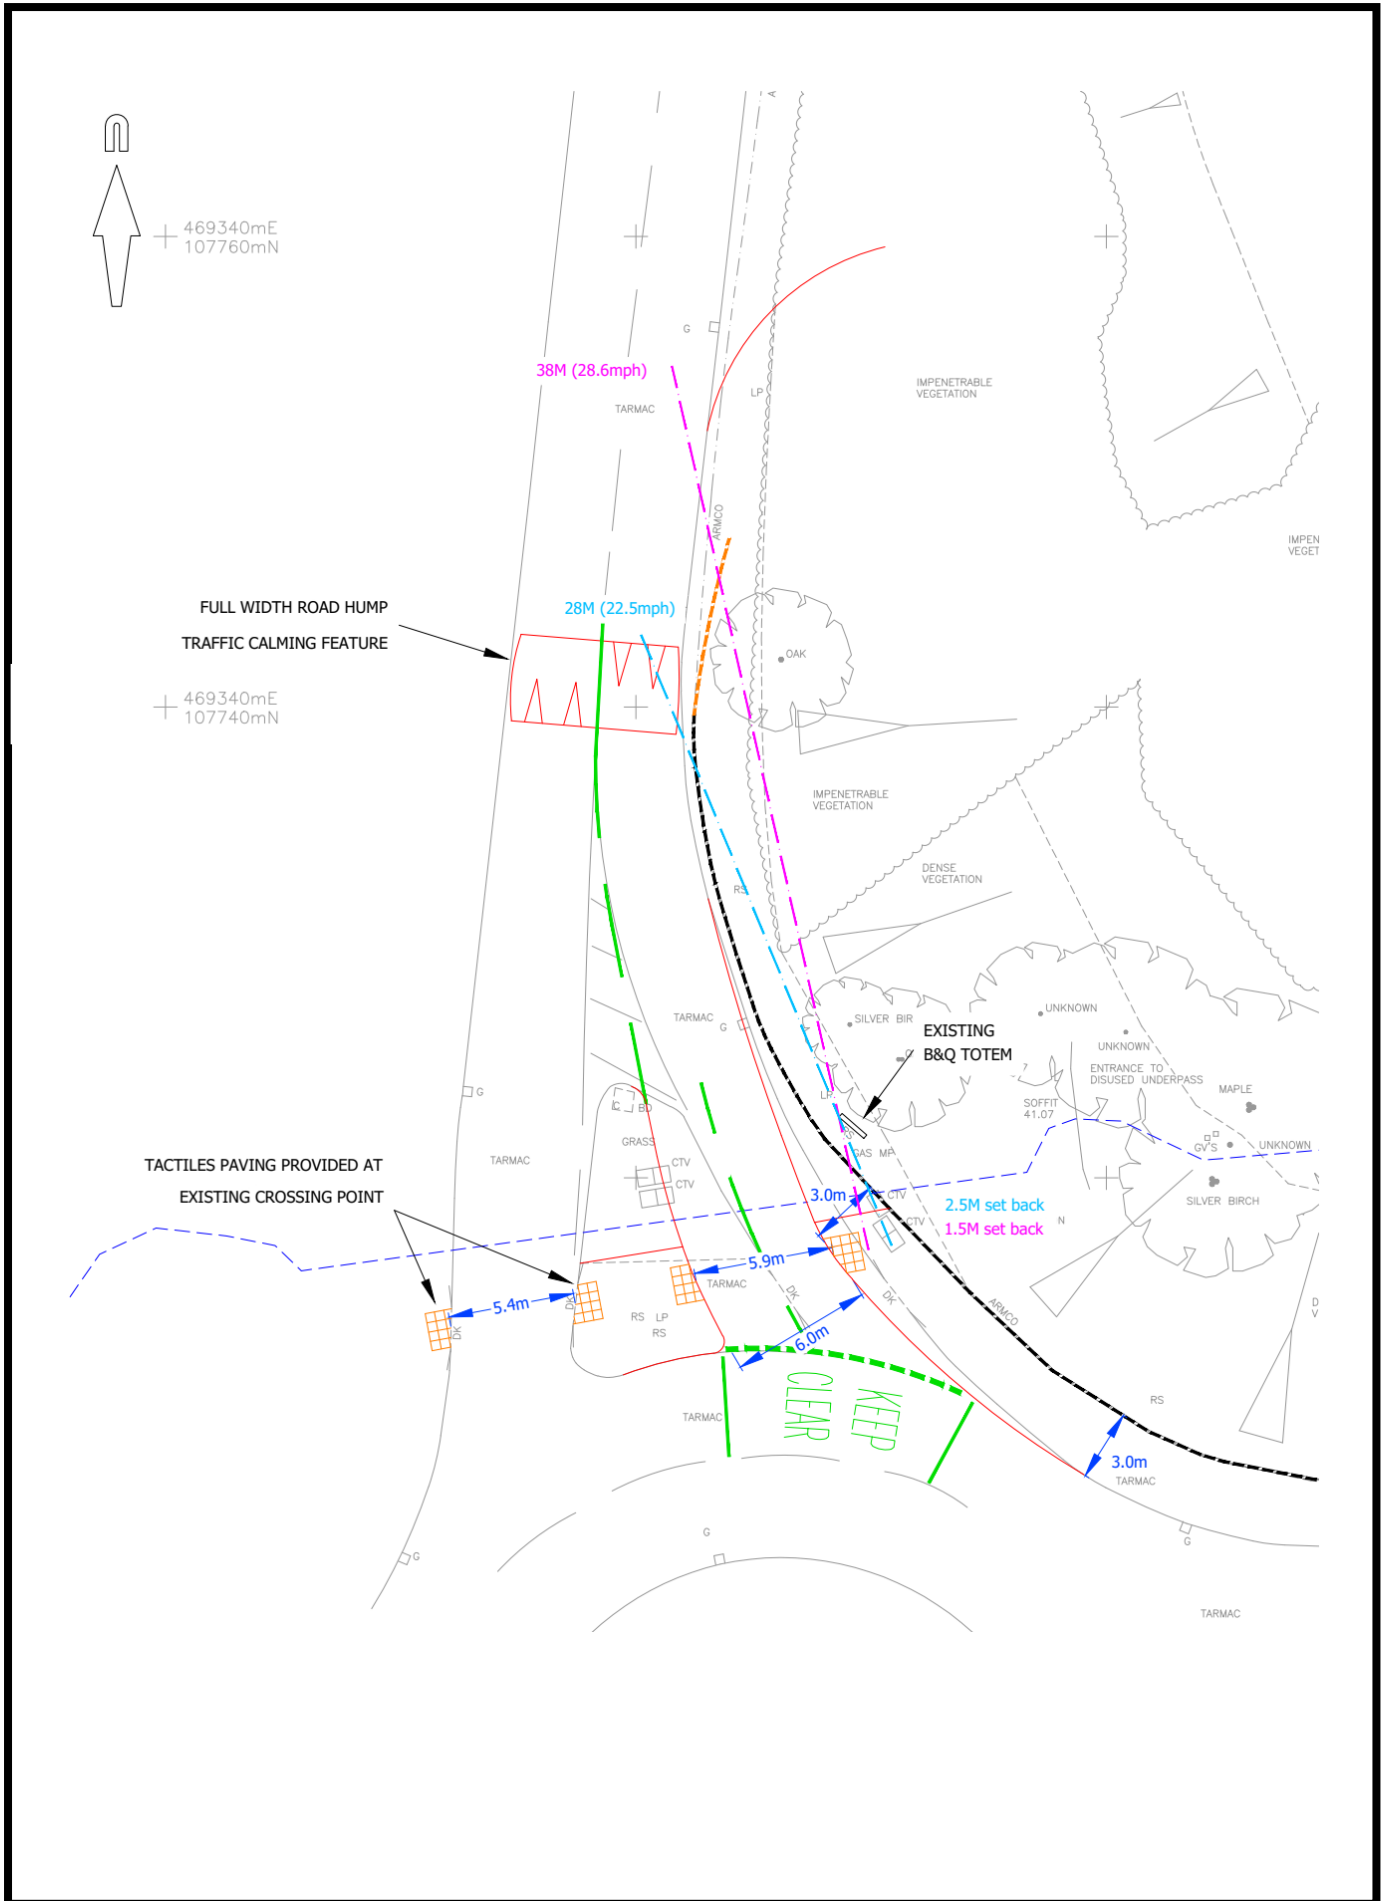 A
469340mE
107760mN
G
38M (28.6mph)
LP
IMPENETRABLE
VEGETATION
TARMAC
ARMCO
IMPEN
VEGET
FULL WIDTH ROAD HUMP
TRAFFIC CALMING FEATURE
28M (22.5mph)
OAK
469340mE
107740mN
IMPENETRABLE
VEGETATION
DENSE
VEGETATION
RS
TARMAC
G
SILVER BIR
UNKNOWN
EXISTING
B&Q TOTEM
UNKNOWN
ENTRANCE TO
DISUSED UNDERPASS
SOFFIT
41.07
MAPLE
G
IC
BD
LP
GRASS
RS
GAS MP
GV'S
UNKNOWN
TACTILES PAVING PROVIDED AT
EXISTING CROSSING POINT
TARMAC
CTV
CTV
3.0m
CTV
CTV
2.5M set back
1.5M set back
N
SILVER BIRCH
5.9m
TARMAC
DK
DK
ARMCO
D
V
5.4m
DK
DK
RS LP
RS
6.0m
KEEP
CLEAR
TARMAC
RS
3.0m
TARMAC
G
G
G
TARMAC